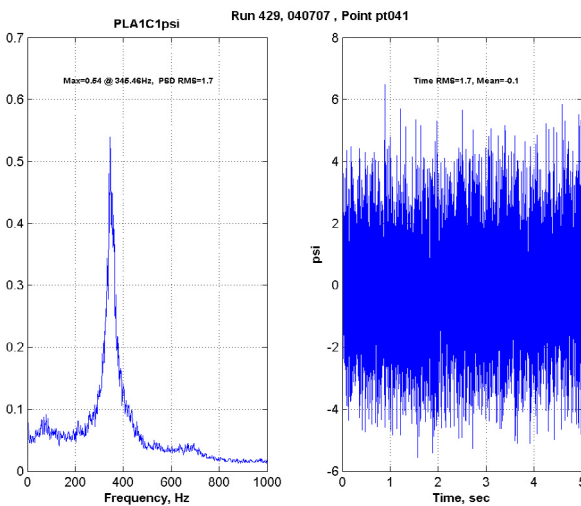 Run 429, 040707 , Point pt041
PLA1C1psi
Max=0.54 @ 345.46Hz, PSD RMS=1.7
0.7
0.6
0.5
0.4
0.3
0.2
0.1
0
0 200 400 600 800 1000
Frequency, Hz
Time RMS=1.7, Mean=-0.1
psi
8
6
4
2
0
-2
-4
-6
0 1 2 3 4 5
Time, sec